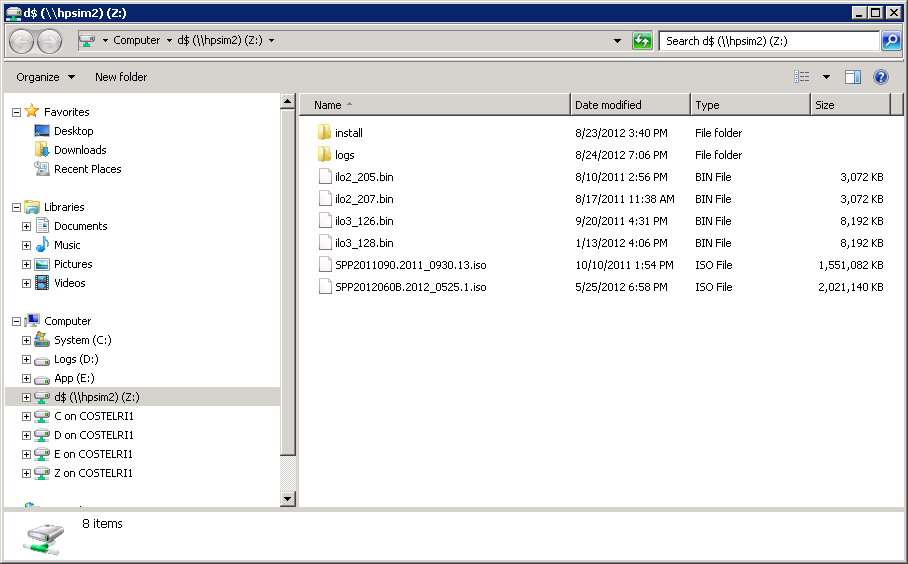 d$ (\\hpsim2) (Z:)
Computer d$ (\\hpsim2) (Z:)
Search d$ (\\hpsim2) (Z:)
Organize New folder
Favorites
Desktop
Downloads
Recent Places
Libraries
Documents
Music
Pictures
Videos
Computer
System (C:)
Logs (D:)
App (E:)
d$ (\\hpsim2) (Z:)
C on COSTELRI1
D on COSTELRI1
E on COSTELRI1
Z on COSTELRI1
Name Date modified Type Size
install 8/23/2012 3:40 PM File folder
logs 8/24/2012 7:06 PM File folder
ilo2_205.bin 8/10/2011 2:56 PM BIN File 3,072 KB
ilo2_207.bin 8/17/2011 11:38 AM BIN File 3,072 KB
ilo3_126.bin 9/20/2011 4:31 PM BIN File 8,192 KB
ilo3_128.bin 1/13/2012 4:06 PM BIN File 8,192 KB
SPP2011090.2011_0930.13.iso 10/10/2011 1:54 PM ISO File 1,551,082 KB
SPP2012060B.2012_0525.1.iso 5/25/2012 6:58 PM ISO File 2,021,140 KB
8 items